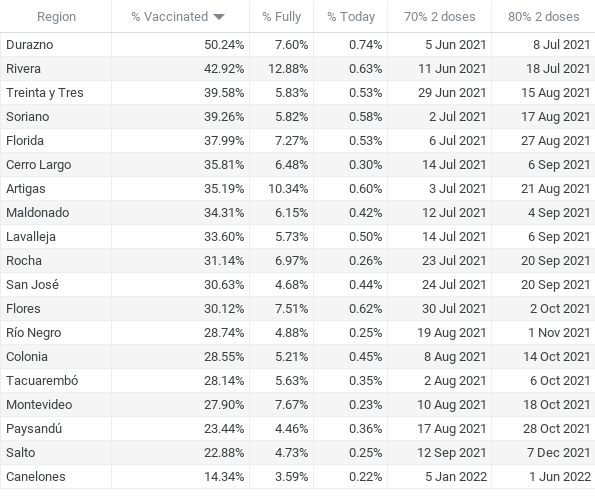 Region % Vaccinated % Fully % Today 70% 2 doses 80% 2 doses
Durazno 50.24% 7.60% 0.74% 5 Jun 2021 8 Jul 2021
Rivera 42.92% 12.88% 0.63% 11 Jun 2021 18 Jul 2021
Treinta y Tres 39.58% 5.83% 0.53% 29 Jun 2021 15 Aug 2021
Soriano 39.26% 5.82% 0.58% 2 Jul 2021 17 Aug 2021
Florida 37.99% 7.27% 0.53% 6 Jul 2021 27 Aug 2021
Cerro Largo 35.81% 6.48% 0.30% 14 Jul 2021 6 Sep 2021
Artigas 35.19% 10.34% 0.60% 3 Jul 2021 21 Aug 2021
Maldonado 34.31% 6.15% 0.42% 12 Jul 2021 4 Sep 2021
Lavalleja 33.60% 5.73% 0.50% 14 Jul 2021 6 Sep 2021
Rocha 31.14% 6.97% 0.26% 23 Jul 2021 20 Sep 2021
San José 30.63% 4.68% 0.44% 24 Jul 2021 20 Sep 2021
Flores 30.12% 7.51% 0.62% 30 Jul 2021 2 Oct 2021
Río Negro 28.74% 4.88% 0.25% 19 Aug 2021 1 Nov 2021
Colonia 28.55% 5.21% 0.45% 8 Aug 2021 14 Oct 2021
Tacuarembó 28.14% 5.63% 0.35% 2 Aug 2021 6 Oct 2021
Montevideo 27.90% 7.67% 0.23% 10 Aug 2021 18 Oct 2021
Paysandú 23.44% 4.46% 0.36% 17 Aug 2021 28 Oct 2021
Salto 22.88% 4.73% 0.25% 12 Sep 2021 7 Dec 2021
Canelones 14.34% 3.59% 0.22% 5 Jan 2022 1 Jun 2022